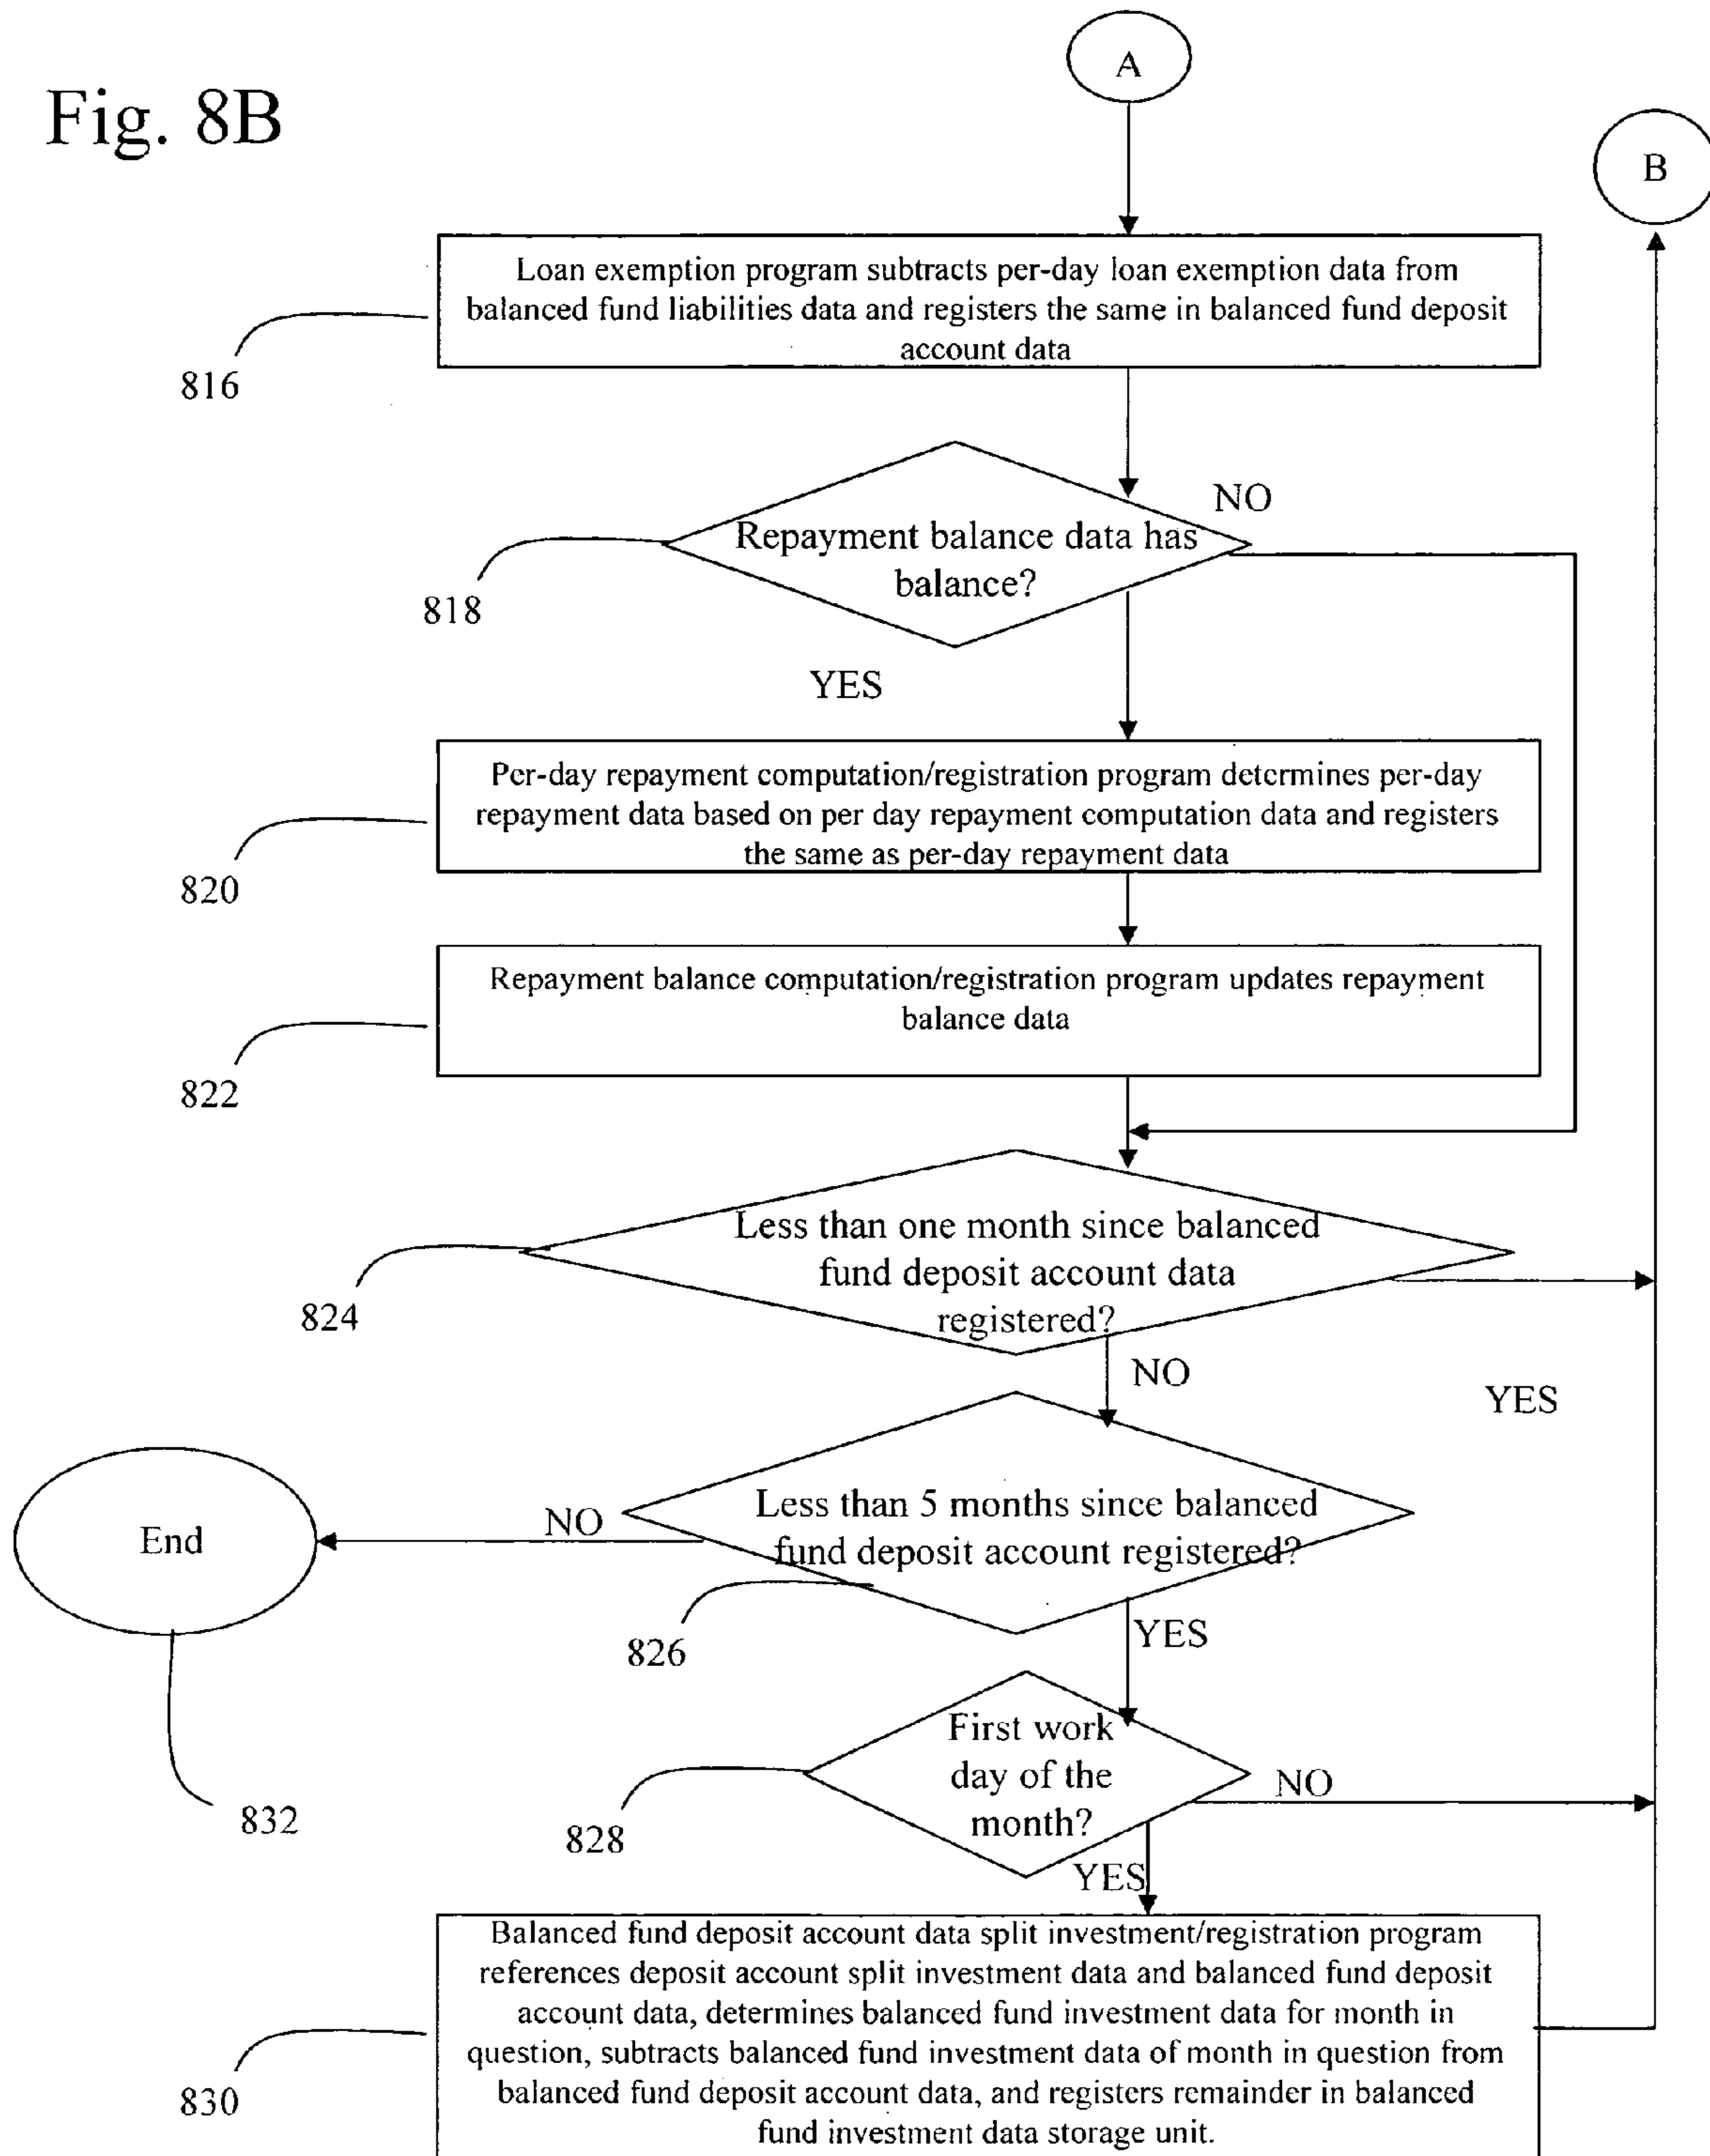 A
Fig. 8B
B
Loan exemption program subtracts per-day loan exemption data from
balanced fund liabilities data and registers the same in balanced fund deposit
account data
816
NO
Repayment balance data has
balance?
818
YES
Per-day repayment computation/registration program determines per-day
repayment data based on per day repayment computation data and registers
the same as per-day repayment data
820
Repayment balance computation/registration program updates repayment
balance data
822
Less than one month since balanced
fund deposit account data
registered?
824
NO
YES
Less than 5 months since balanced
fund deposit account registered?
NO
End
826
YES
First work
day of the
month?
NO
832
828
YES
Balanced fund deposit account data split investment/registration program
references deposit account split investment data and balanced fund deposit
account data, determines balanced fund investment data for month in
question, subtracts balanced fund investment data of month in question from
balanced fund deposit account data, and registers remainder in balanced
fund investment data storage unit.
830